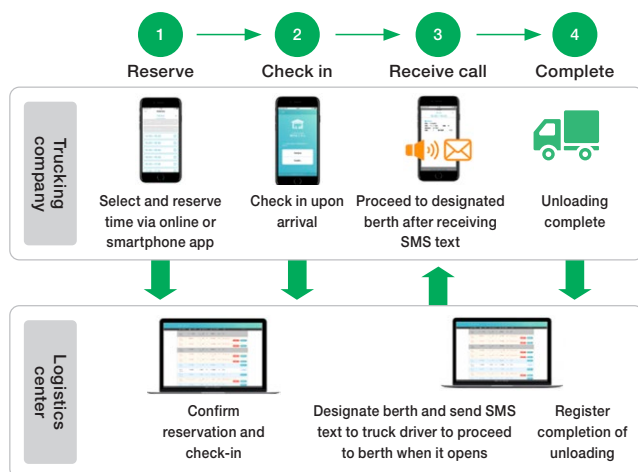 1
2
3
4
Reserve
Check in
Receive call
Complete
Trucking
company
Select and reserve
time via online or
smartphone app
Check in upon
arrival
Proceed to designated
berth after receiving
SMS text
Unloading
complete
Logistics
center
Confirm
reservation and
check-in
Designate berth and send SMS
text to truck driver to proceed
to berth when it opens
Register
completion of
unloading